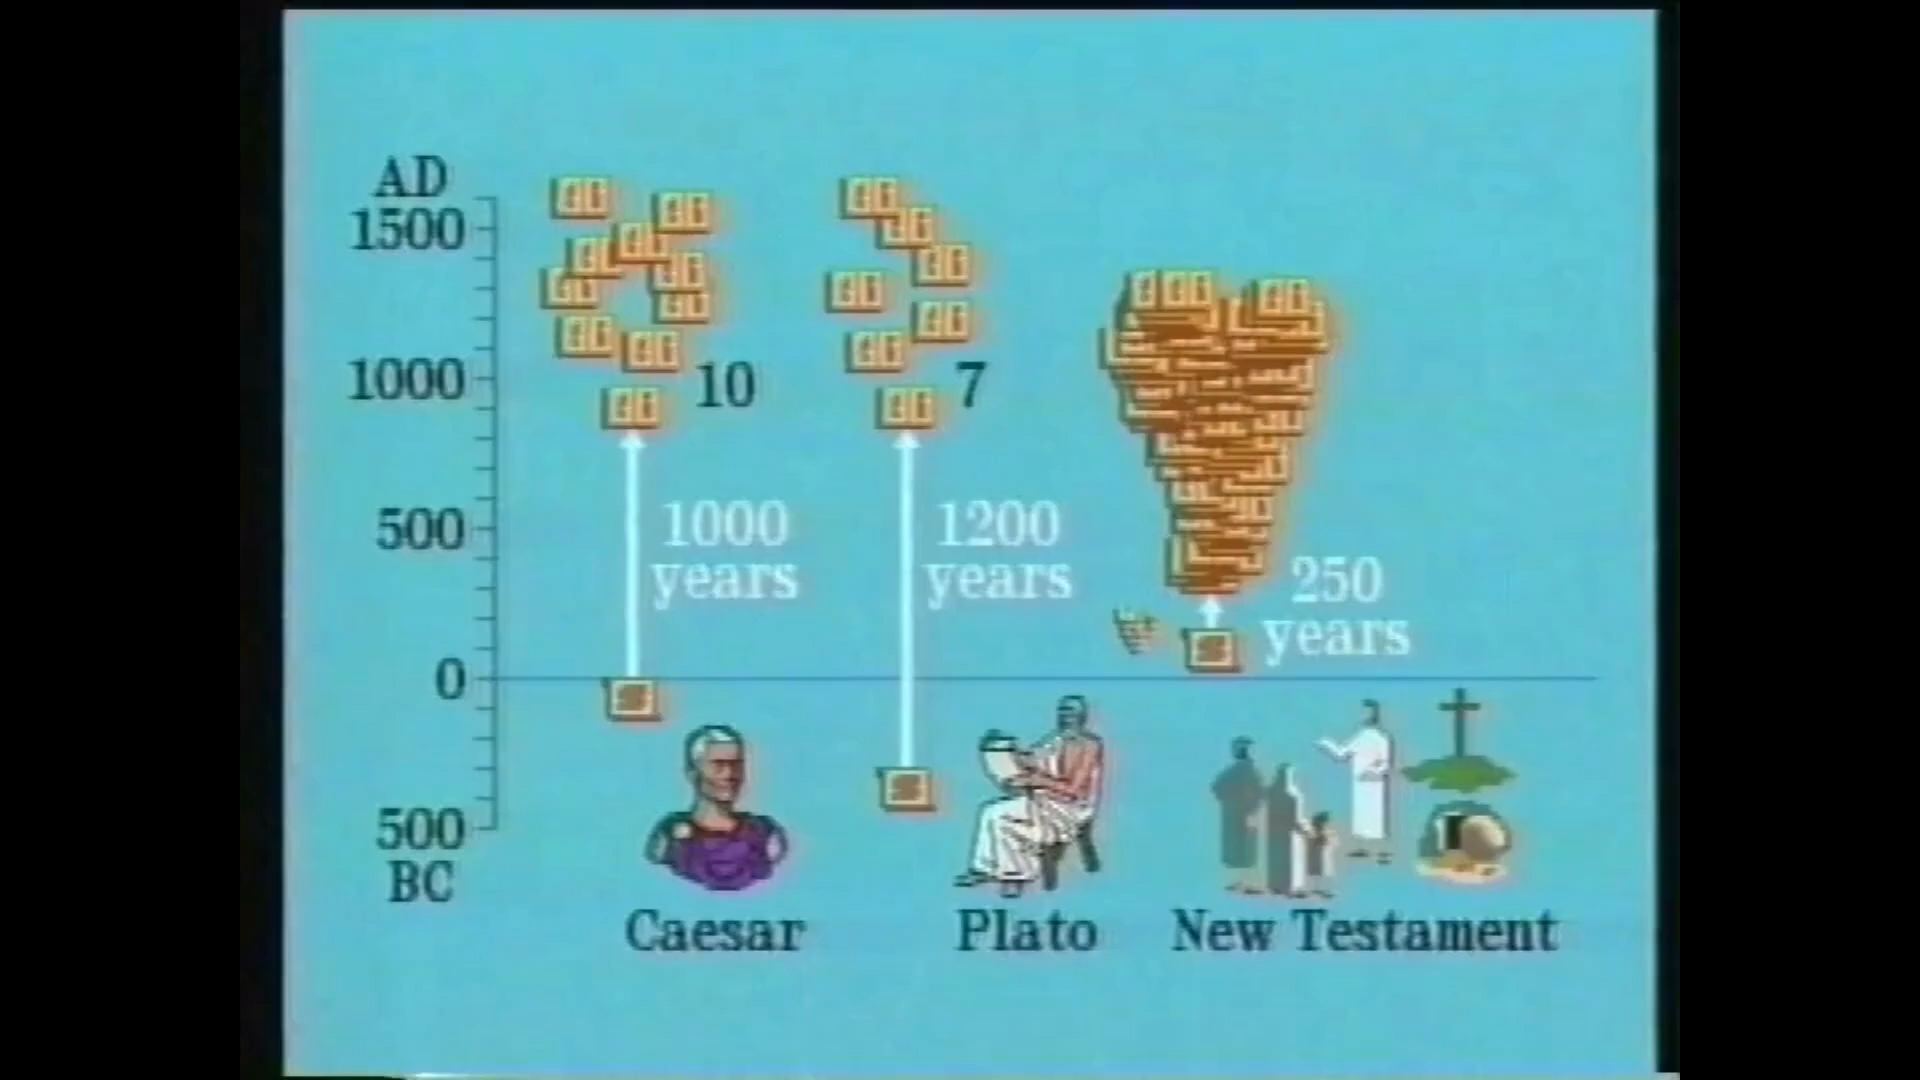 AD
1500
1000
500
0
500
BC
10
7
1000
years
1200
years
250
years
Caesar
Plato
New Testament